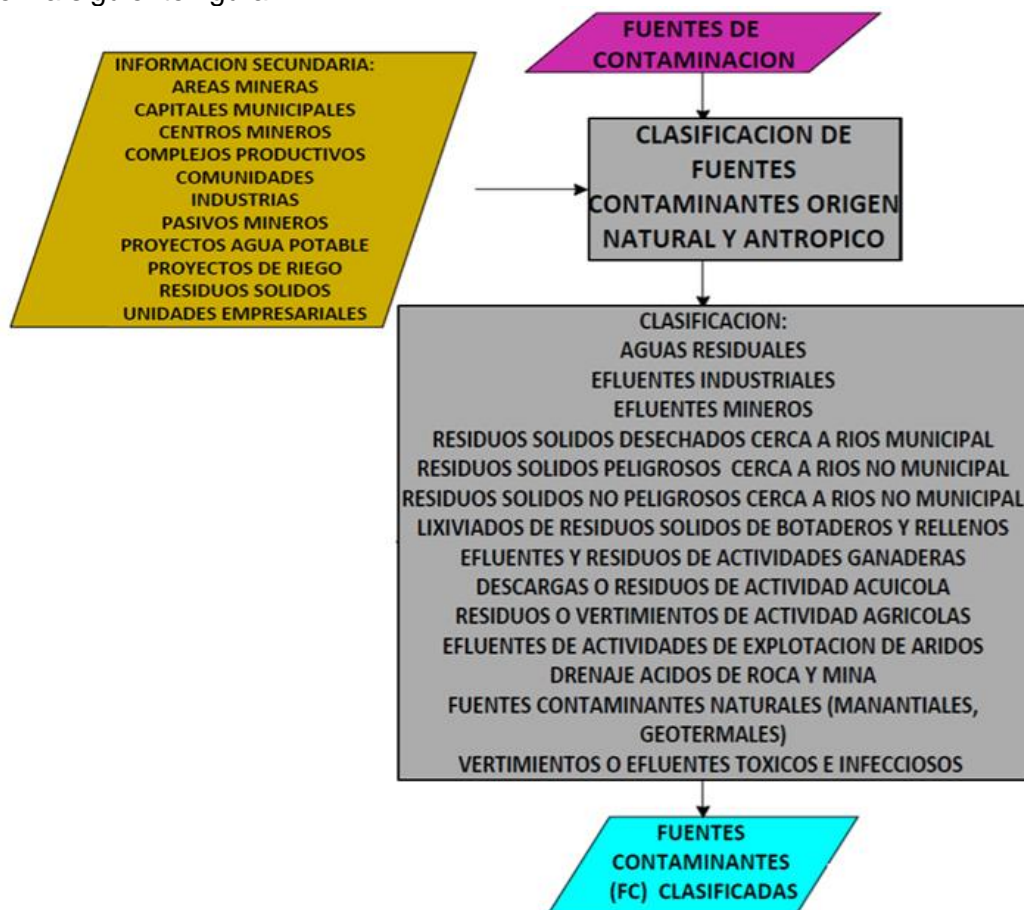 FUENTES DE
CONTAMINACION
INFORMACION SECUNDARIA:
AREAS MINERAS
CAPITALES MUNICIPALES
CENTROS MINEROS
COMPLEJOS PRODUCTIVOS
COMUNIDADES
INDUSTRIAS
PASIVOS MINEROS
PROYECTOS AGUA POTABLE
PROYECTOS DE RIEGO
RESIDUOS SOLIDOS
UNIDADES EMPRESARIALES
CLASIFICACION DE
FUENTES
CONTAMINANTES ORIGEN
NATURAL Y ANTROPICO
CLASIFICACION:
AGUAS RESIDUALES
EFLUENTES INDUSTRIALES
EFLUENTES MINEROS
RESIDUOS SOLIDOS DESECHADOS CERCA A RIOS MUNICIPAL
RESIDUOS SOLIDOS PELIGROSOS CERCA A RIOS NO MUNICIPAL
RESIDUOS SOLIDOS NO PELIGROSOS CERCA A RIOS NO MUNICIPAL
LIXIVIADOS DE RESIDUOS SOLIDOS DE BOTADEROS Y RELLENOS
EFLUENTES Y RESIDUOS DE ACTIVIDADES GANADERAS
DESCARGAS O RESIDUOS DE ACTIVIDAD ACUICOLA
RESIDUOS O VERTIMIENTOS DE ACTIVIDAD AGRICOLAS
EFLUENTES DE ACTIVIDADES DE EXPLOTACION DE ARIDOS
DRENAJE ACIDOS DE ROCA Y MINA
FUENTES CONTAMINANTES NATURALES (MANANTIALES,
GEOTERMALES)
VERTIMIENTOS O EFLUENTES TOXICOS E INFECCIOSOS
FUENTES
CONTAMINANTES
(FC) CLASIFICADAS